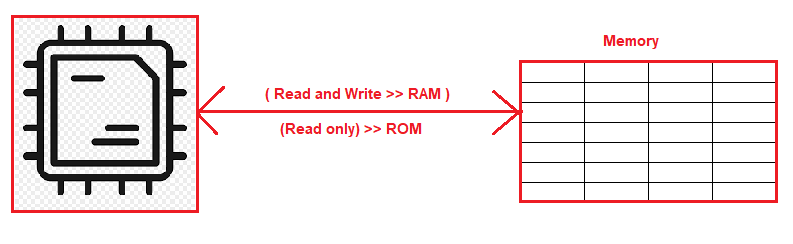 Memory
( Read and Write >> RAM )
(Read only) >> ROM